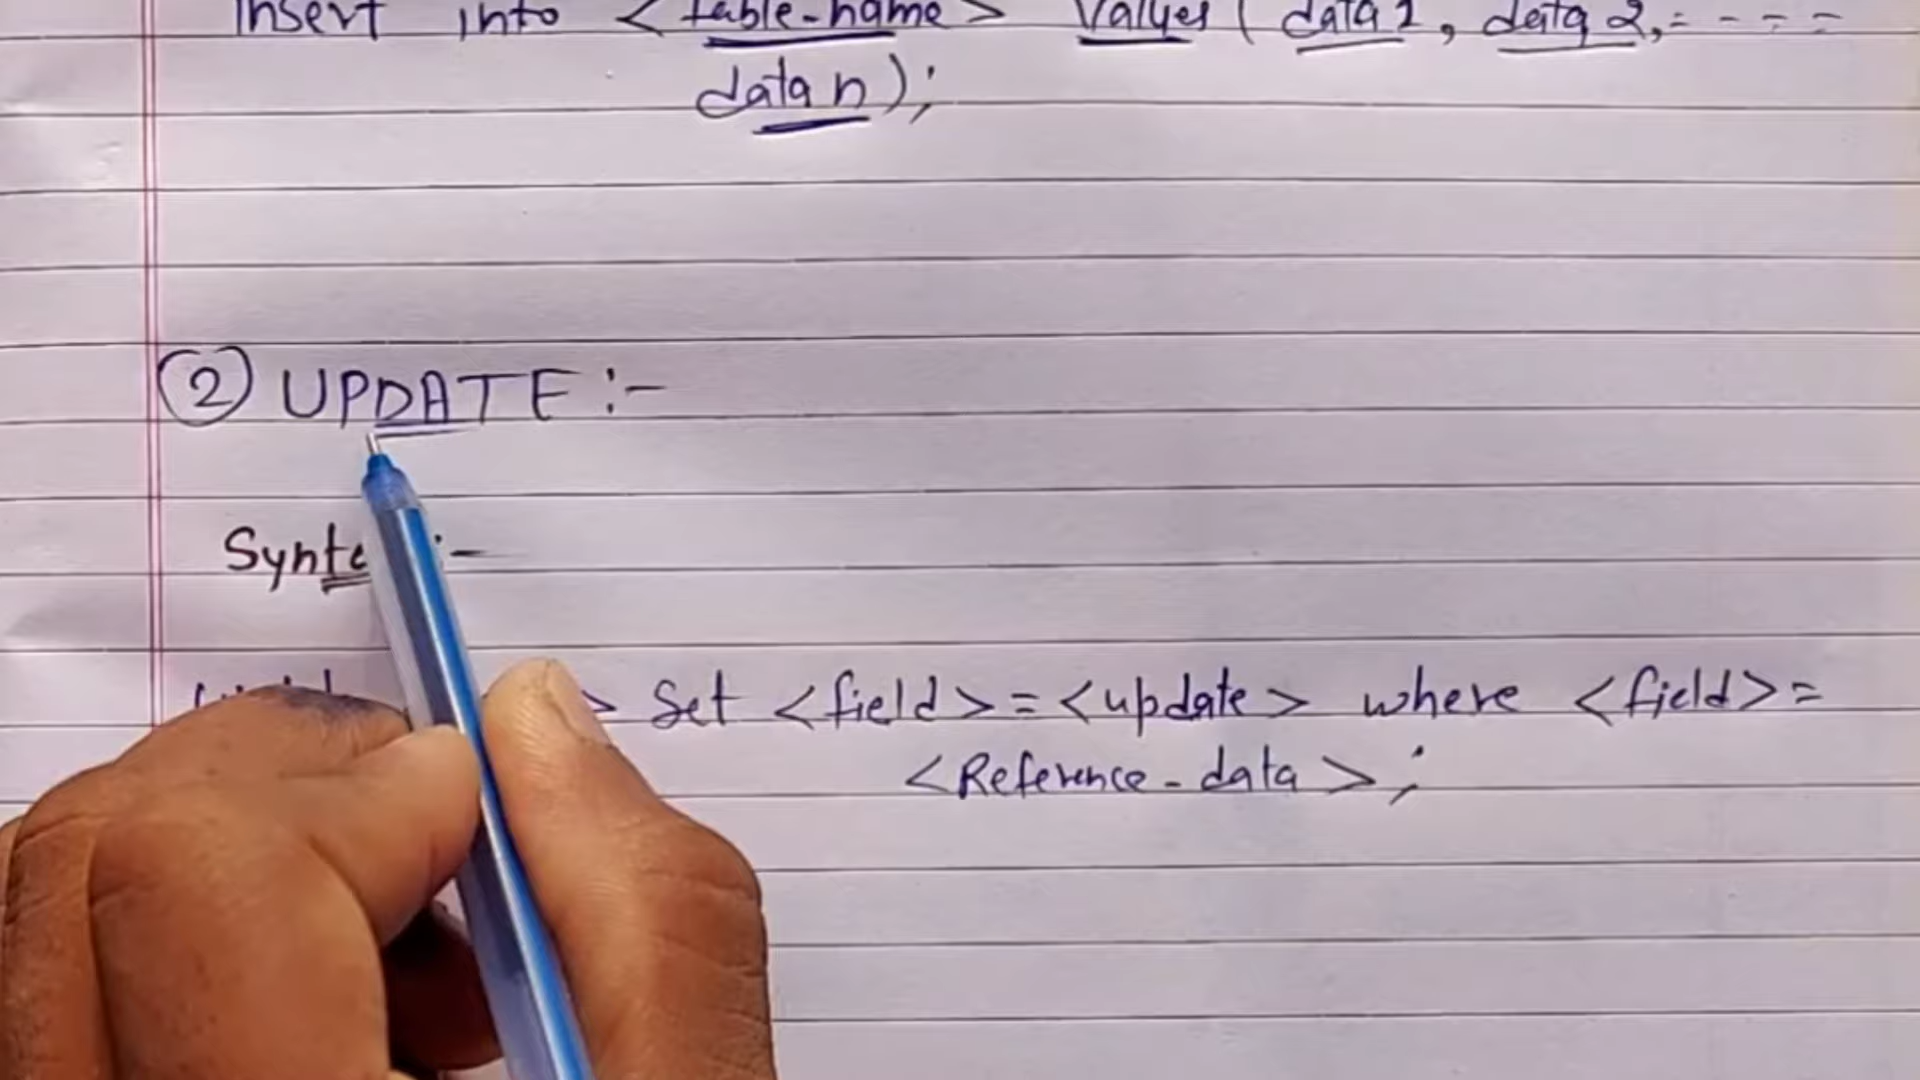 Insert into <table-name> Values ( data 1, data 2, - - - -
data n);
② UPDATE :-
:-
> Set <field> = <update> where <field> =
<Reference-data>;